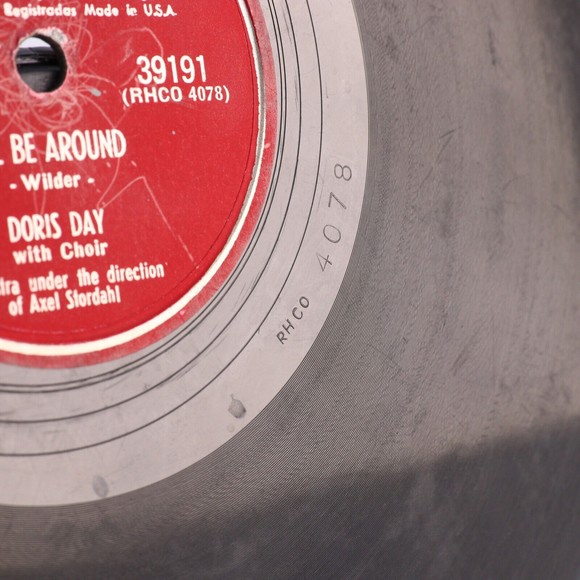 Registradas Made in U.S.A.
39191
(RHCO 4078)
BE AROUND
- Wilder -
DORIS DAY
with Choir
tra under the direction
of Axel Stordahl
RHCO 4078